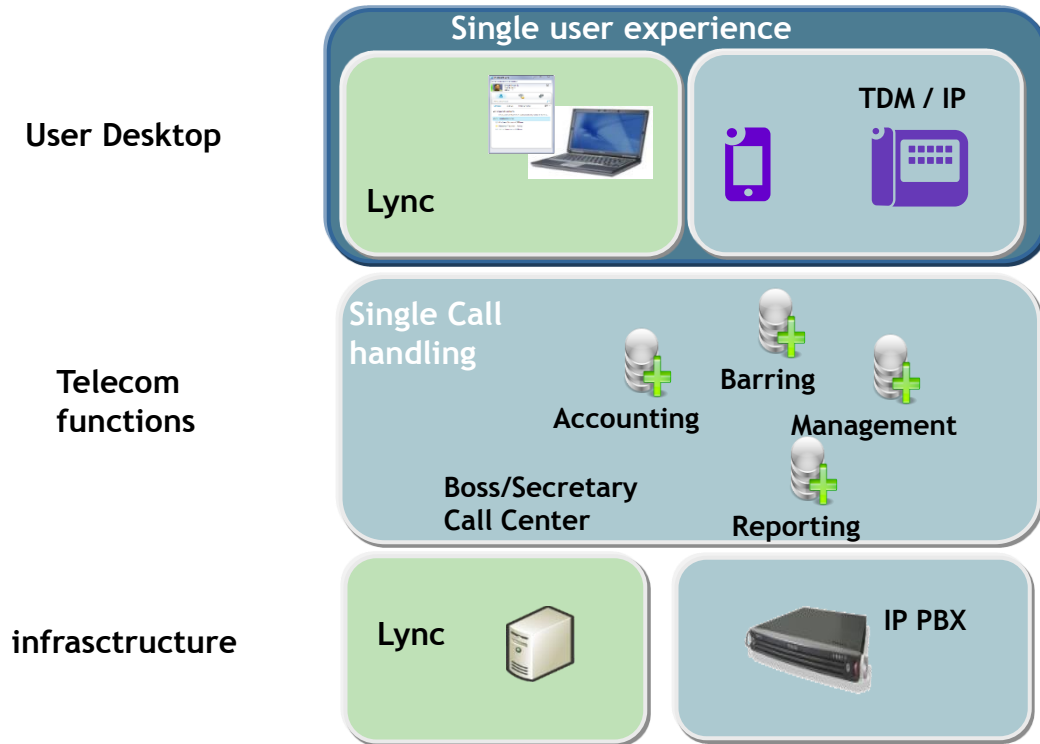 Single user experience
User Desktop
Lync
TDM / IP
Telecom
functions
Single Call
handling
Accounting
Barring
Management
Boss/Secretary
Call Center
Reporting
infrasctructure
Lync
IP PBX